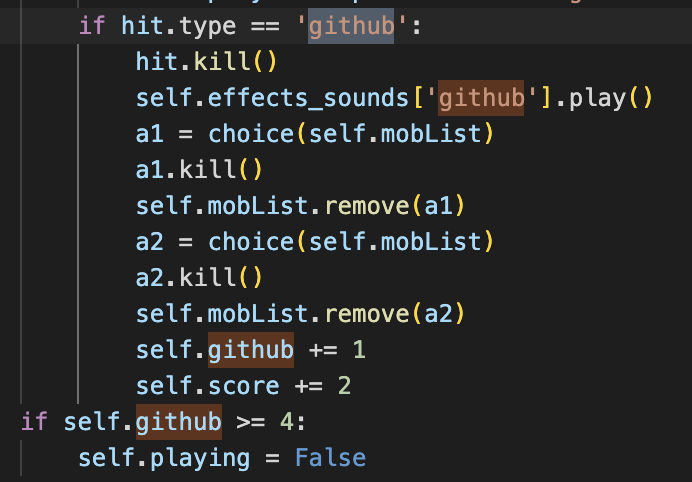 if hit.type == 'github':
hit.kill()
self.effects_sounds['github'].play()
a1 = choice(self.mobList)
a1.kill()
self.mobList.remove(a1)
a2 = choice(self.mobList)
a2.kill()
self.mobList.remove(a2)
self.github += 1
self.score += 2
if self.github >= 4:
self.playing = False